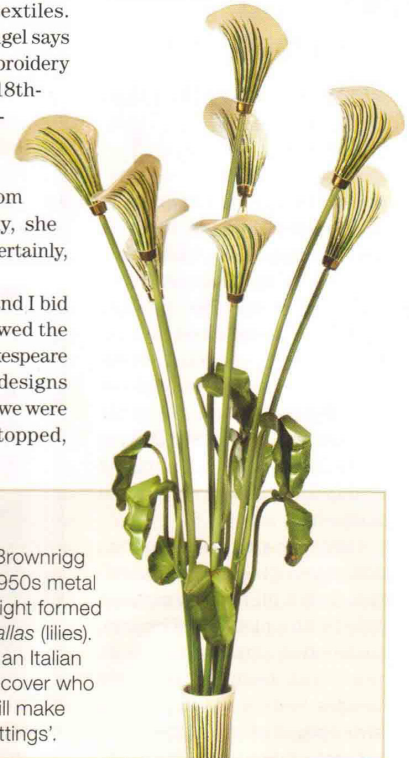 extiles.
gel says
broidery
18th-
-
om
y, she
ertainly,
nd I bid
wed the
kespeare
designs
we were
topped,
Brownrigg
950s metal
ight formed
allas (lilies).
an Italian
cover who
ill make
ttings'.